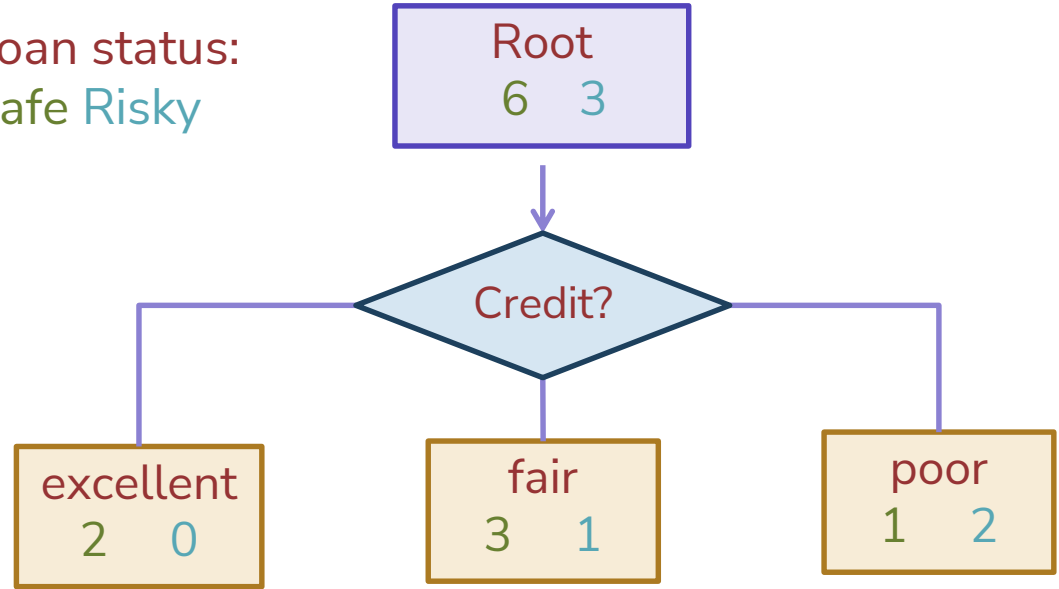 oan status:
afe Risky
Root
6 3
Credit?
excellent
2 0
fair
3 1
poor
1 2